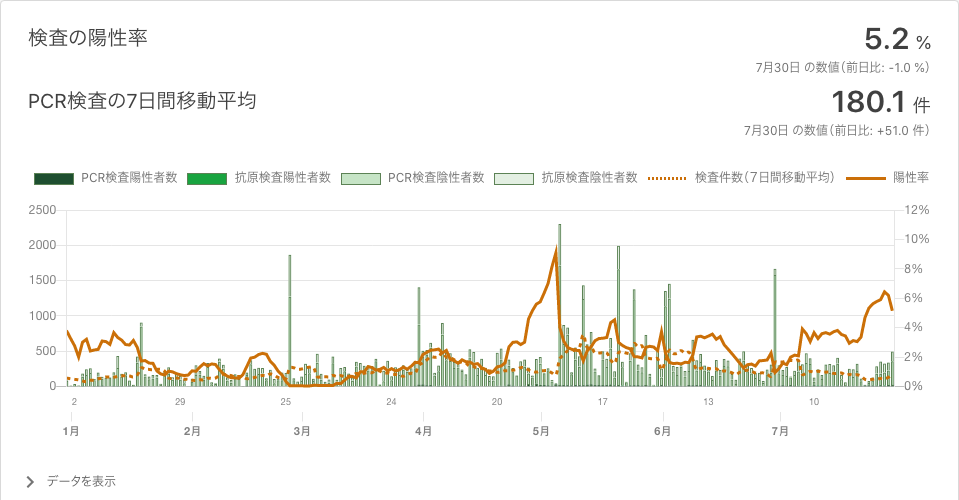 検査の陽性率
5.2 %
7月30日 の数値(前日比: -1.0 %)
PCR検査の7日間移動平均
180.1 件
7月30日 の数値(前日比: +51.0 件)
PCR検査陽性者数 抗原検査陽性者数 PCR検査陰性者数 抗原検査陰性者数 検査件数(7日間移動平均) 陽性率
2500 12%
10%
2000
8%
1500
6%
1000
4%
500
2%
0 0%
2 29 25 24 20 17 13 10
1月 2月 3月 4月 5月 6月 7月
データを表示